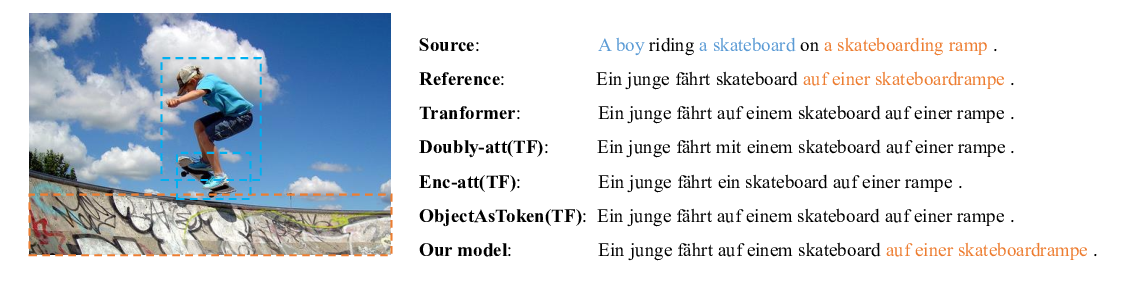 Source: A boy riding a skateboard on a skateboarding ramp .
Reference: Ein junge fährt skateboard auf einer skateboardrampe .
Tranformer: Ein junge fährt auf einem skateboard auf einer rampe .
Doubly-att(TF): Ein junge fährt mit einem skateboard auf einer rampe .
Enc-att(TF): Ein junge fährt ein skateboard auf einer rampe .
ObjectAsToken(TF): Ein junge fährt auf einem skateboard auf einer rampe .
Our model: Ein junge fährt auf einem skateboard auf einer skateboardrampe .